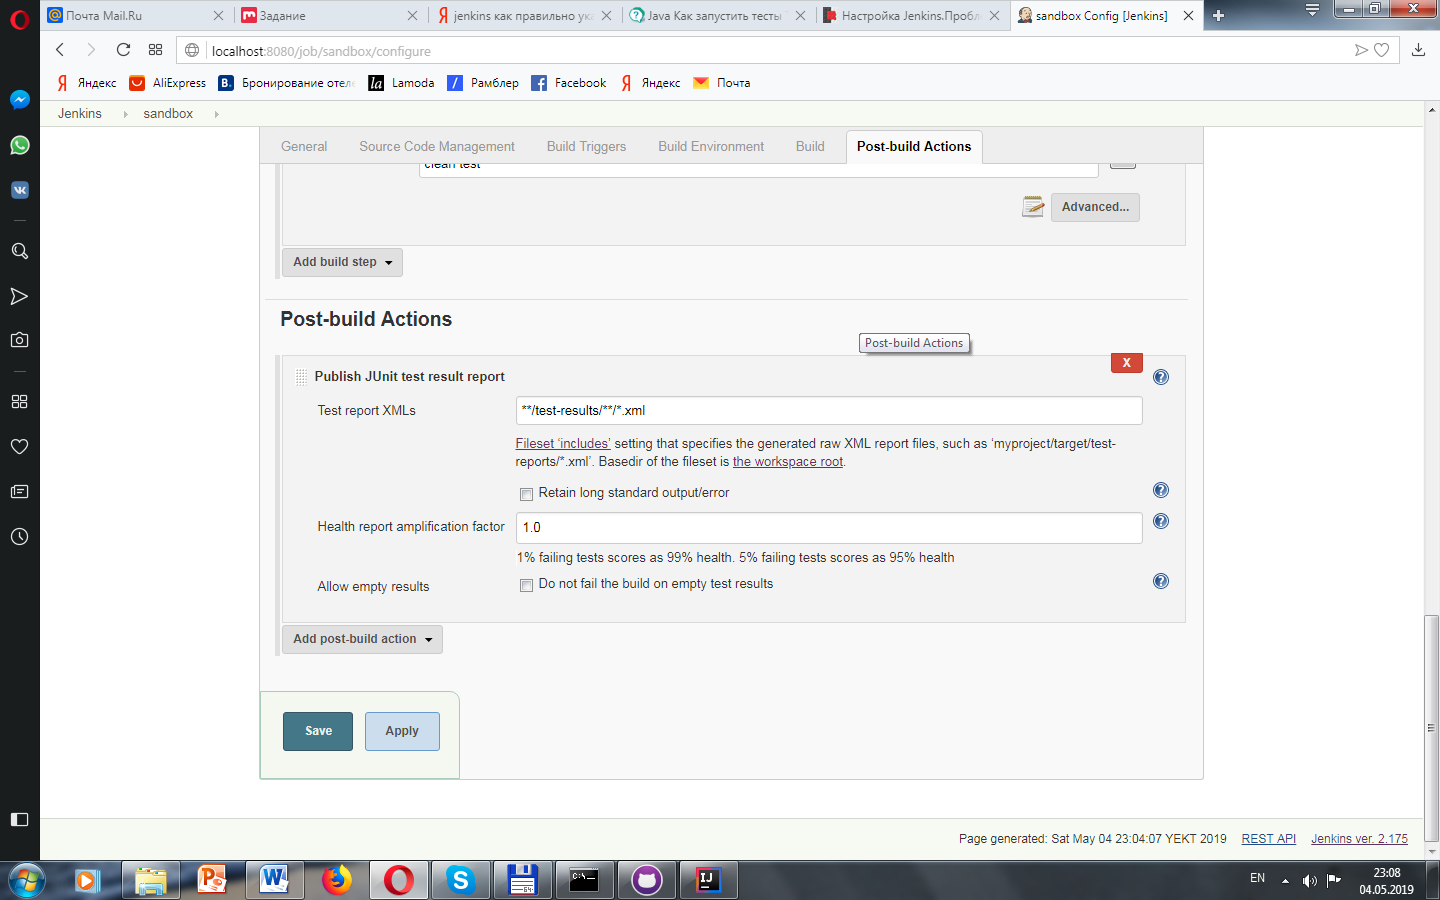 Почта Mail.Ru
Задание
jenkins как правильно ука
Java Как запустить тесты
Настройка Jenkins.Пробл
sandbox Config [Jenkins]
localhost:8080/job/sandbox/configure
Яндекс
AliExpress
B.
Бронирование отеле
la
Lamoda
Рамблер
Facebook
Яндекс
Почта
Jenkins
sandbox
General
Source Code Management
Build Triggers
Build Environment
Build
Post-build Actions
clean test
Advanced...
Add build step
Post-build Actions
Post-build Actions
X
Publish JUnit test result report
Test report XMLs
**/test-results/**/*.xml
Fileset ‘includes’ setting that specifies the generated raw XML report files, such as ‘myproject/target/test-
reports/*.xml’. Basedir of the fileset is the workspace root.
Retain long standard output/error
Health report amplification factor
1.0
1% failing tests scores as 99% health. 5% failing tests scores as 95% health
Allow empty results
Do not fail the build on empty test results
Add post-build action
Save
Apply
Page generated: Sat May 04 23:04:07 YEKT 2019
REST API
Jenkins ver. 2.175
EN
23:08
04.05.2019